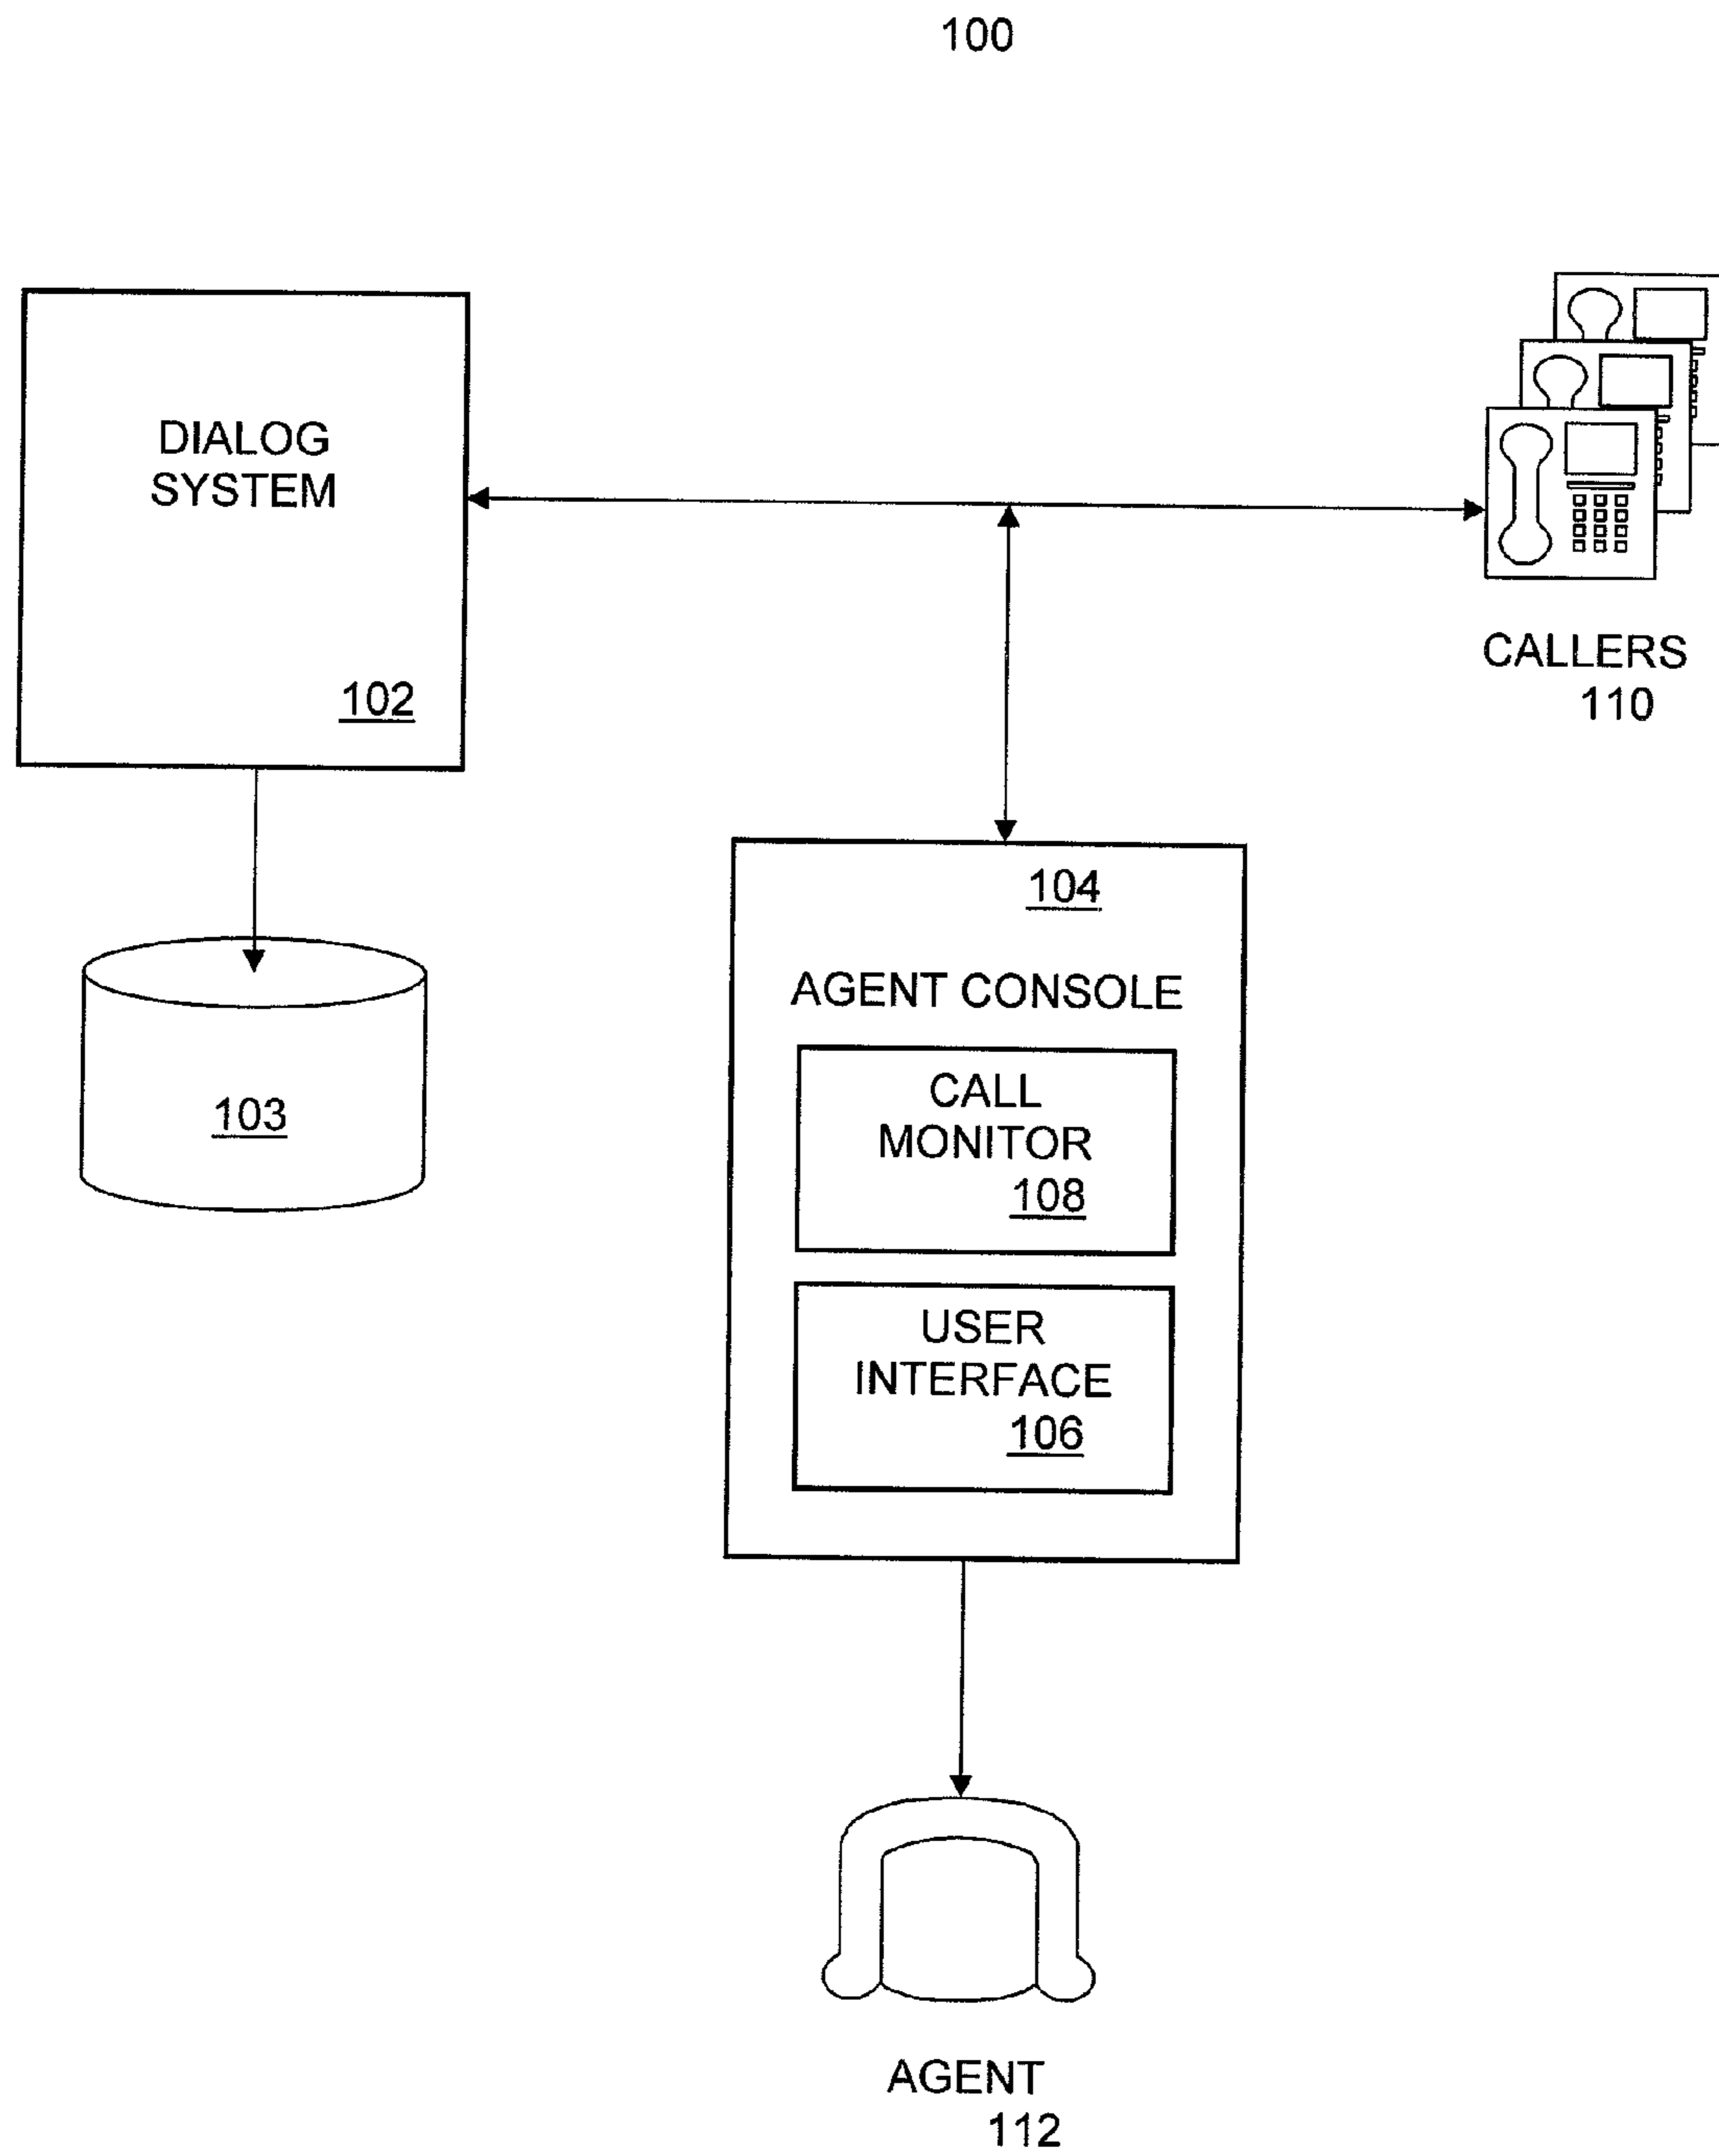 100
DIALOG
SYSTEM
102
CALLERS
110
103
104
AGENT CONSOLE
CALL
MONITOR
108
USER
INTERFACE
106
AGENT
112